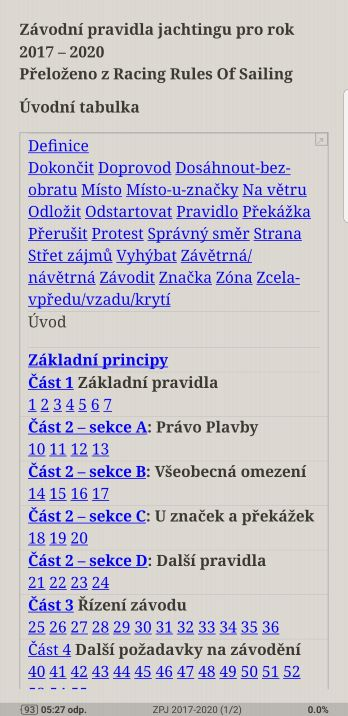 Závodní pravidla jachtingu pro rok
2017 – 2020
Přeloženo z Racing Rules Of Sailing
Úvodní tabulka
Definice
Dokončit Doprovod Dosáhnout-bez-
obratu Místo Místo-u-značky Na větru
Odložit Odstartovat Pravidlo Překážka
Přerušit Protest Správný směr Strana
Střet zájmů Vyhýbat Závětrná/
návětrná Závodit Značka Zóna Zcela-
vpředu/vzadu/krytí
Úvod
Základní principy
Část 1 Základní pravidla
1 2 3 4 5 6 7
Část 2 – sekce A: Právo Plavby
10 11 12 13
Část 2 – sekce B: Všeobecná omezení
14 15 16 17
Část 2 – sekce C: U značek a překážek
18 19 20
Část 2 – sekce D: Další pravidla
21 22 23 24
Část 3 Řízení závodu
25 26 27 28 29 30 31 32 33 34 35 36
Část 4 Další požadavky na závodění
40 41 42 43 44 45 46 47 48 49 50 51 52
93 05:27 odp. ZPJ 2017-2020 (1/2) 0.0%